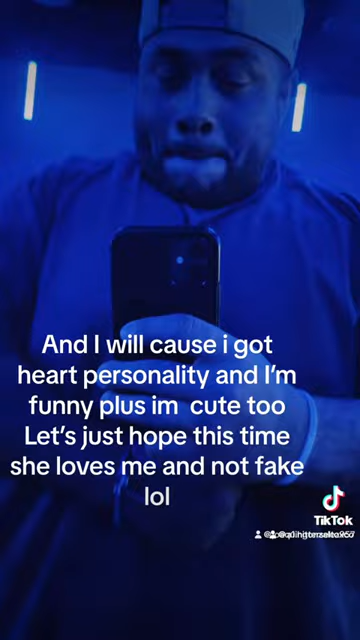 And I will cause i got
heart personality and I'm
funny plus im cute too
Let's just hope this time
she loves me and not fake
lol
TikTok